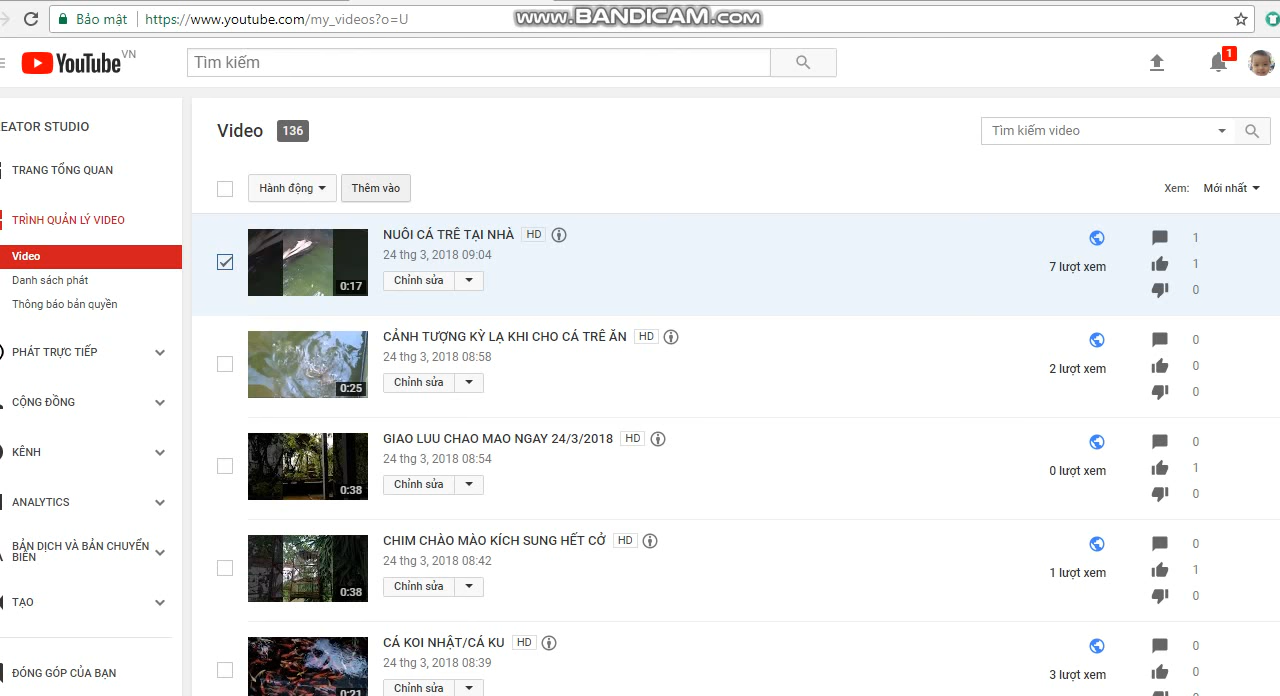 Bảo mật
https://www.youtube.com/my_videos?o=U
www.BANDICAM.com
YouTube VN
Tìm kiếm
1
EATOR STUDIO
TRANG TỔNG QUAN
TRÌNH QUẢN LÝ VIDEO
Video
Danh sách phát
Thông báo bản quyền
PHÁT TRỰC TIẾP
CỘNG ĐỒNG
KÊNH
ANALYTICS
BẢN DỊCH VÀ BẢN CHUYỂN
BIÊN
TẠO
ĐÓNG GÓP CỦA BẠN
Video 136
Tìm kiếm video
Hành động
Thêm vào
Xem: Mới nhất
NUÔI CÁ TRÊ TẠI NHÀ HD
24 thg 3, 2018 09:04
Chỉnh sửa
0:17
7 lượt xem
1
1
0
CẢNH TƯỢNG KỲ LẠ KHI CHO CÁ TRÊ ĂN HD
24 thg 3, 2018 08:58
Chỉnh sửa
0:25
2 lượt xem
0
0
0
GIAO LUU CHAO MAO NGAY 24/3/2018 HD
24 thg 3, 2018 08:54
Chỉnh sửa
0:38
0 lượt xem
0
1
0
CHIM CHÀO MÀO KÍCH SUNG HẾT CỞ HD
24 thg 3, 2018 08:42
Chỉnh sửa
0:38
1 lượt xem
0
1
0
CÁ KOI NHẬT/CÁ KU HD
24 thg 3, 2018 08:39
Chỉnh sửa
0:21
3 lượt xem
0
0